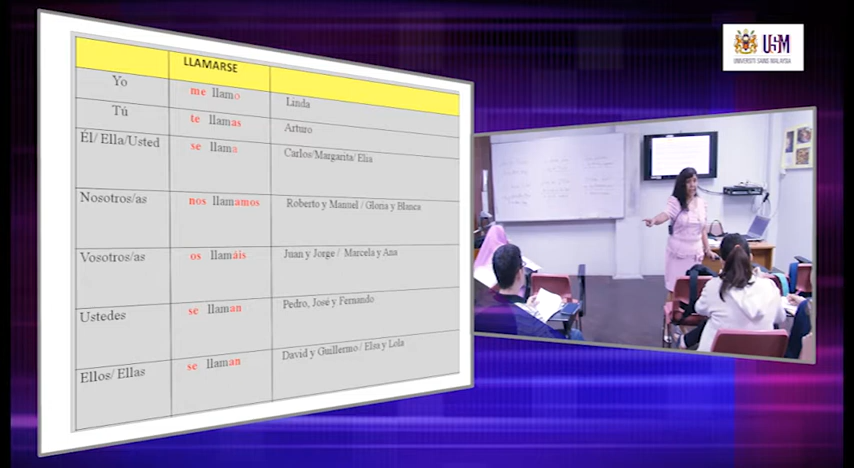 LLAMARSE
Yo me llamo Linda
Tú te llamas Arturo
Él/ Ella/Usted se llama Carlos/Margarita/ Elia
Nosotros/as nos llamamos Roberto y Manuel / Gloria y Blanca
Vosotros/as os llamáis Juan y Jorge / Marcela y Ana
Ustedes se llaman Pedro, José y Fernando
Ellos/ Ellas se llaman David y Guillermo / Elsa y Lola
USM
UNIVERSITI SAINS MALAYSIA